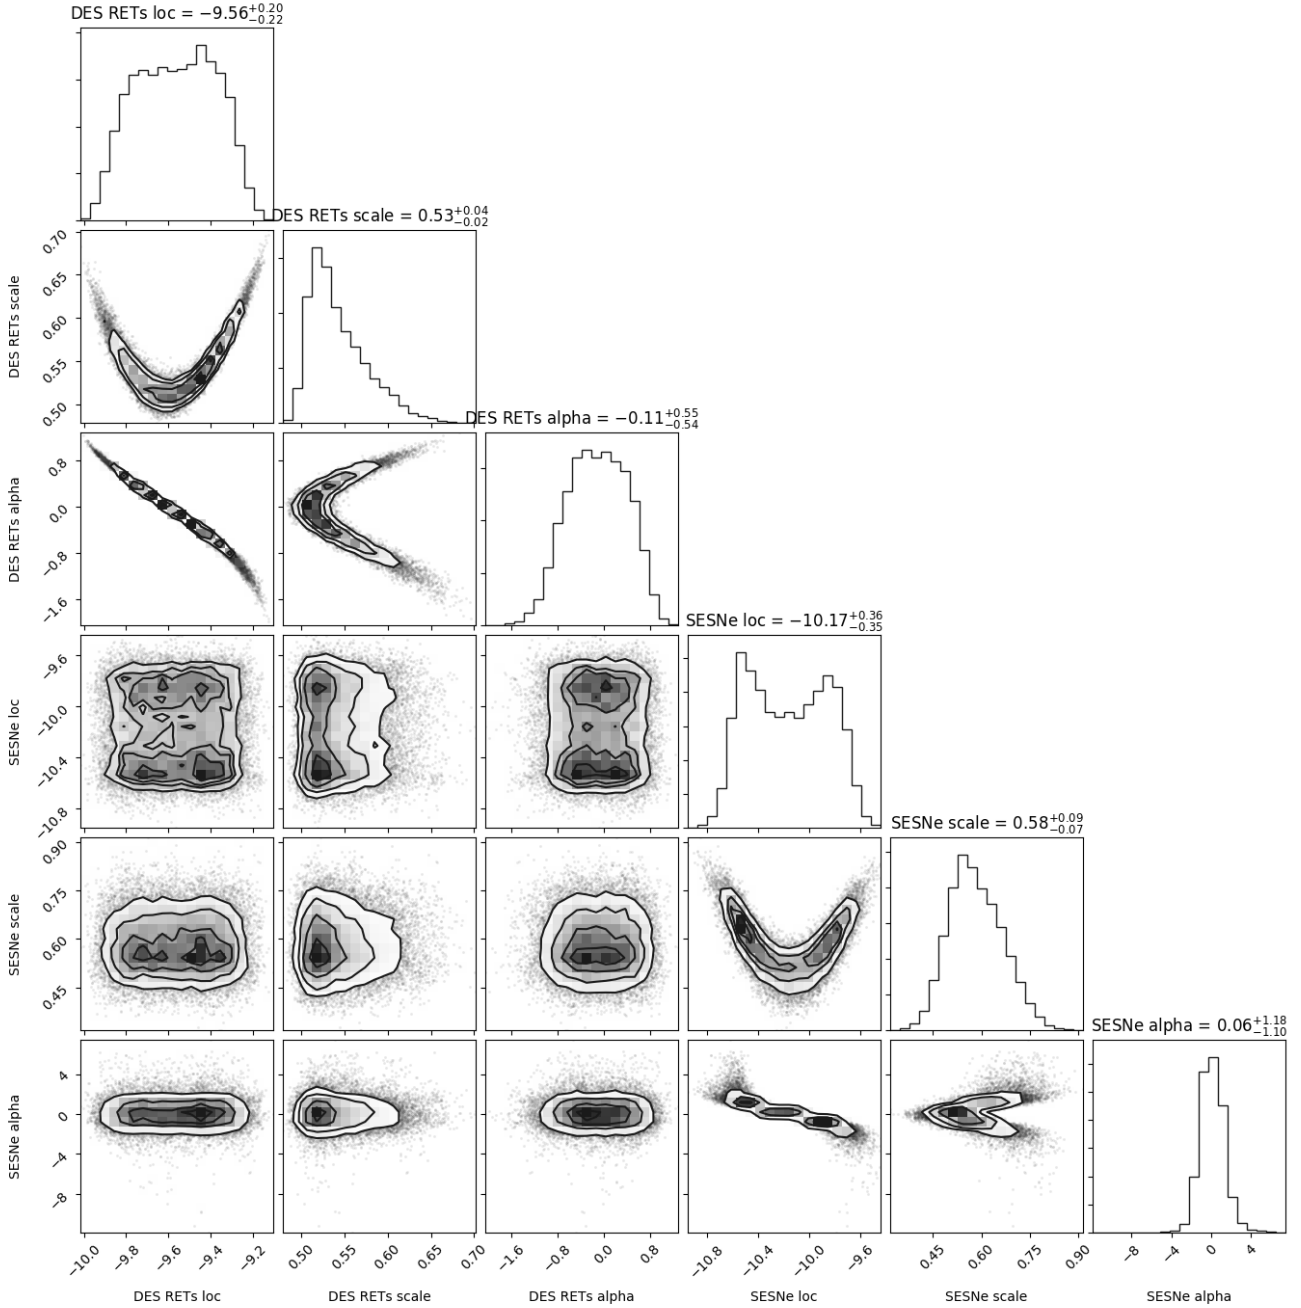 DES RETs loc = −9.56+0.20−0.22
DES RETs scale = 0.53+0.04−0.02
DES RETs scale
0.70
0.65
0.60
0.55
0.50
DES RETs alpha = −0.11+0.55−0.54
DES RETs alpha
0.8
0.0
−0.8
−1.6
SESNe loc = −10.17+0.36−0.35
SESNe loc
−9.6
−10.0
−10.4
−10.8
SESNe scale = 0.58+0.09−0.07
SESNe scale
0.90
0.75
0.60
0.45
SESNe alpha = 0.06+1.18−1.10
SESNe alpha
4
0
−4
−8
−10.0 −9.8 −9.6 −9.4 −9.2 0.50 0.55 0.60 0.65 0.70 −1.6 −0.8 0.0 0.8 −10.8 −10.4 −10.0 −9.6 0.45 0.60 0.75 0.90 −8 −4 0 4
DES RETs loc DES RETs scale DES RETs alpha SESNe loc SESNe scale SESNe alpha